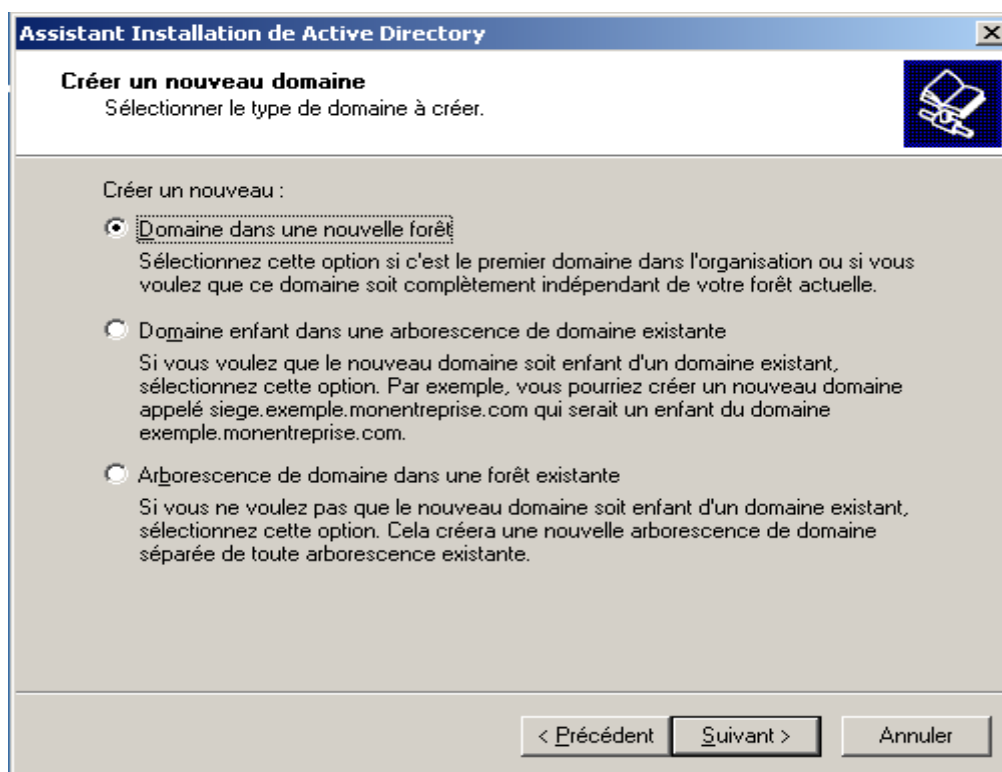 Assistant Installation de Active Directory
Créer un nouveau domaine
Sélectionner le type de domaine à créer.
Créer un nouveau :
Domaine dans une nouvelle forêt
Sélectionnez cette option si c'est le premier domaine dans l'organisation ou si vous
voulez que ce domaine soit complètement indépendant de votre forêt actuelle.
Domaine enfant dans une arborescence de domaine existante
Si vous voulez que le nouveau domaine soit enfant d'un domaine existant,
sélectionnez cette option. Par exemple, vous pourriez créer un nouveau domaine
appelé siege.exemple.monentreprise.com qui serait un enfant du domaine
exemple.monentreprise.com.
Arborescence de domaine dans une forêt existante
Si vous ne voulez pas que le nouveau domaine soit enfant d'un domaine existant,
sélectionnez cette option. Cela créera une nouvelle arborescence de domaine
séparée de toute arborescence existante.
< Précédent Suivant > Annuler